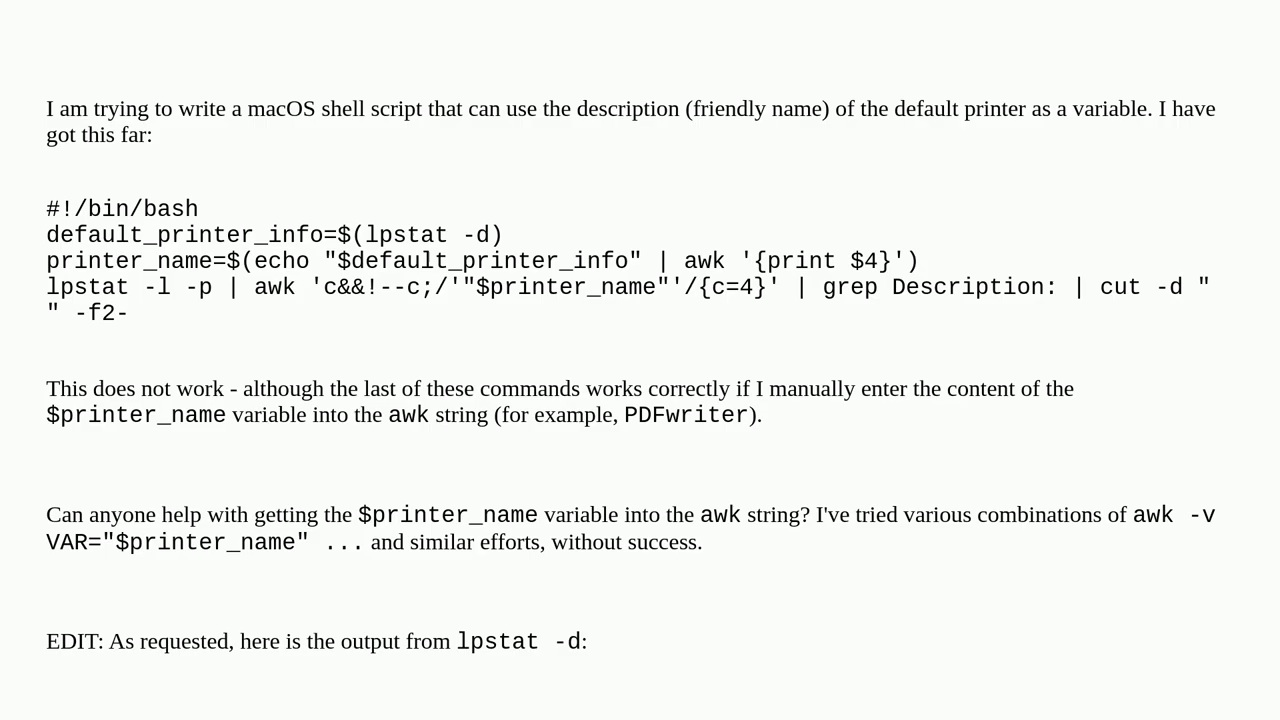 I am trying to write a macOS shell script that can use the description (friendly name) of the default printer as a variable. I have
got this far:
#!/bin/bash
default_printer_info=$(lpstat -d)
printer_name=$(echo "$default_printer_info" | awk '{print $4}')
lpstat -l -p | awk 'c&&!--c;/'"$printer_name"'/{c=4}' | grep Description: | cut -d "
" -f2-
This does not work - although the last of these commands works correctly if I manually enter the content of the
$printer_name variable into the awk string (for example, PDFwriter).
Can anyone help with getting the $printer_name variable into the awk string? I've tried various combinations of awk -v
VAR="$printer_name" ... and similar efforts, without success.
EDIT: As requested, here is the output from lpstat -d: